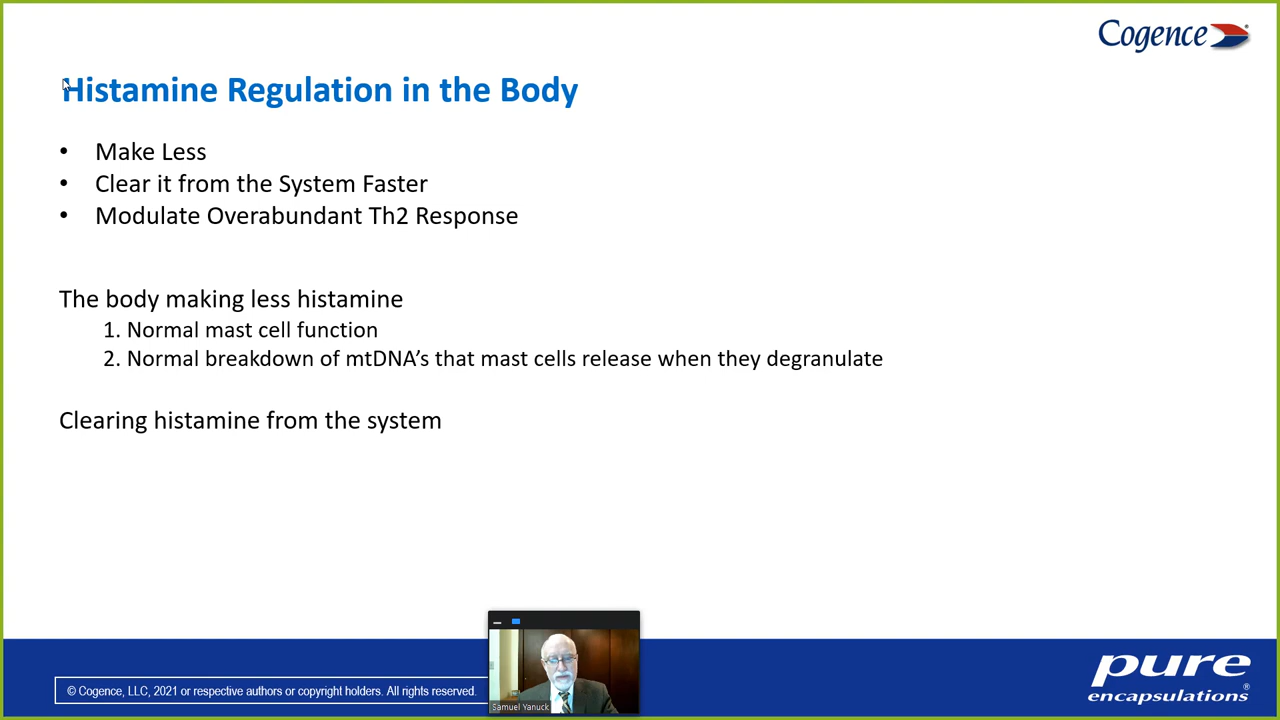 Cogence
Histamine Regulation in the Body
• Make Less
• Clear it from the System Faster
• Modulate Overabundant Th2 Response
The body making less histamine
1. Normal mast cell function
2. Normal breakdown of mtDNA’s that mast cells release when they degranulate
Clearing histamine from the system
© Cogence, LLC, 2021 or respective authors or copyright holders. All rights reserved.
Samuel Yanuck
pure
encapsulations®